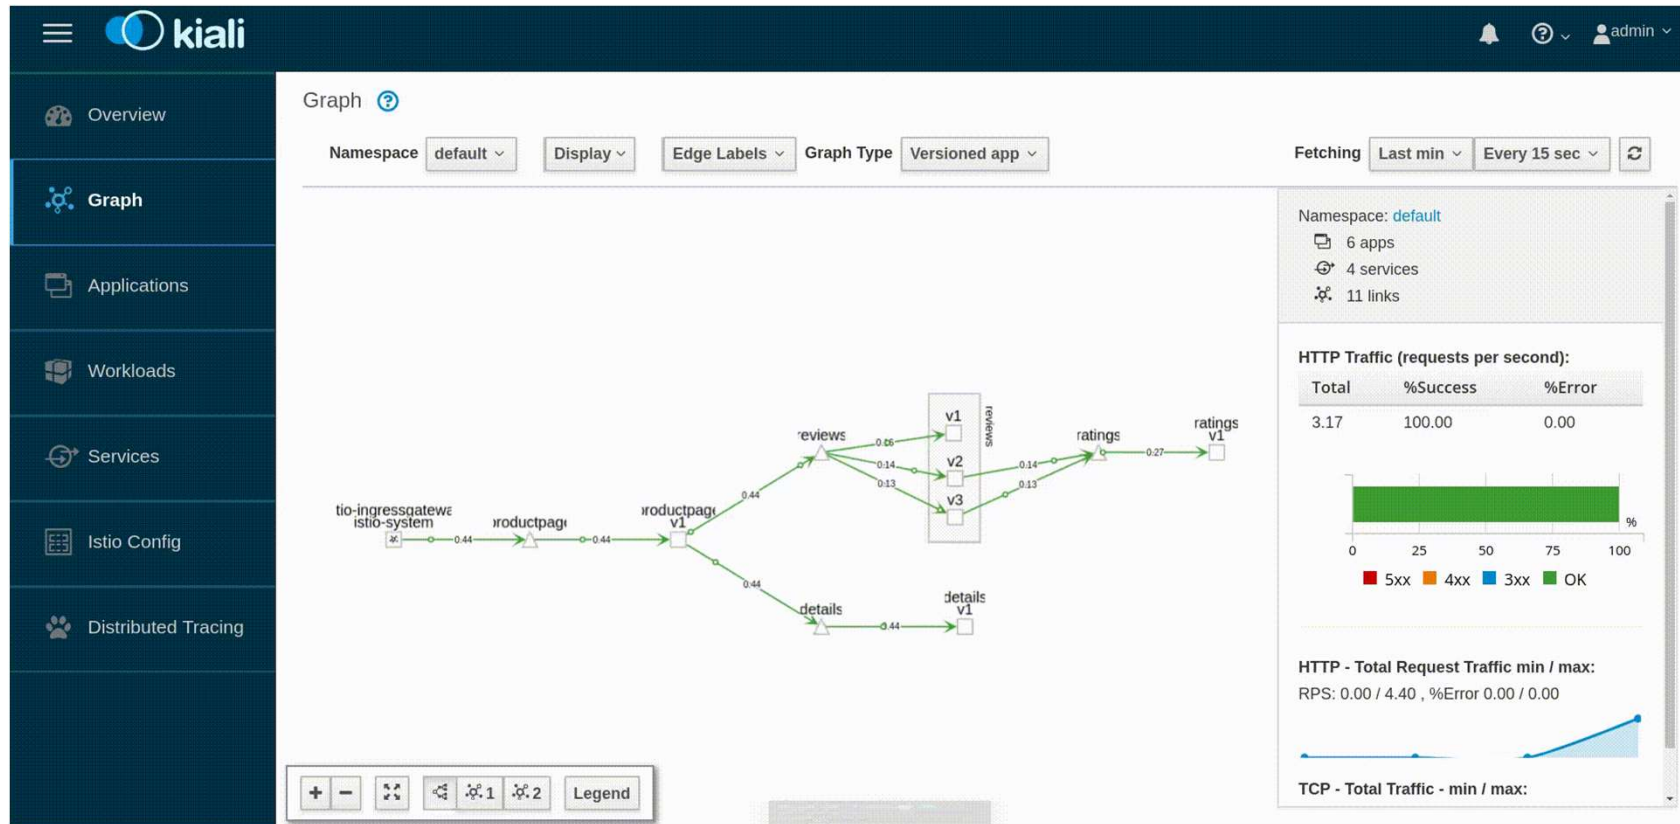 kiali
admin
Overview
Graph
Applications
Workloads
Services
Istio Config
Distributed Tracing
Graph
Namespace default Display Edge Labels Graph Type Versioned app Fetching Last min Every 15 sec
Namespace: default
6 apps
4 services
11 links
HTTP Traffic (requests per second):
Total %Success %Error
3.17 100.00 0.00
%
0 25 50 75 100
5xx 4xx 3xx OK
HTTP - Total Request Traffic min / max:
RPS: 0.00 / 4.40 , %Error 0.00 / 0.00
TCP - Total Traffic - min / max:
tio-ingressgatewa
istio-system
0.44
roductpage
0.44
roductpage
v1
0.44
0.44
reviews
0.14
0.13
v1
v2
v3
reviews
0.14
0.13
ratings
0.27
ratings
v1
details
0.44
details
v1
1 2 Legend